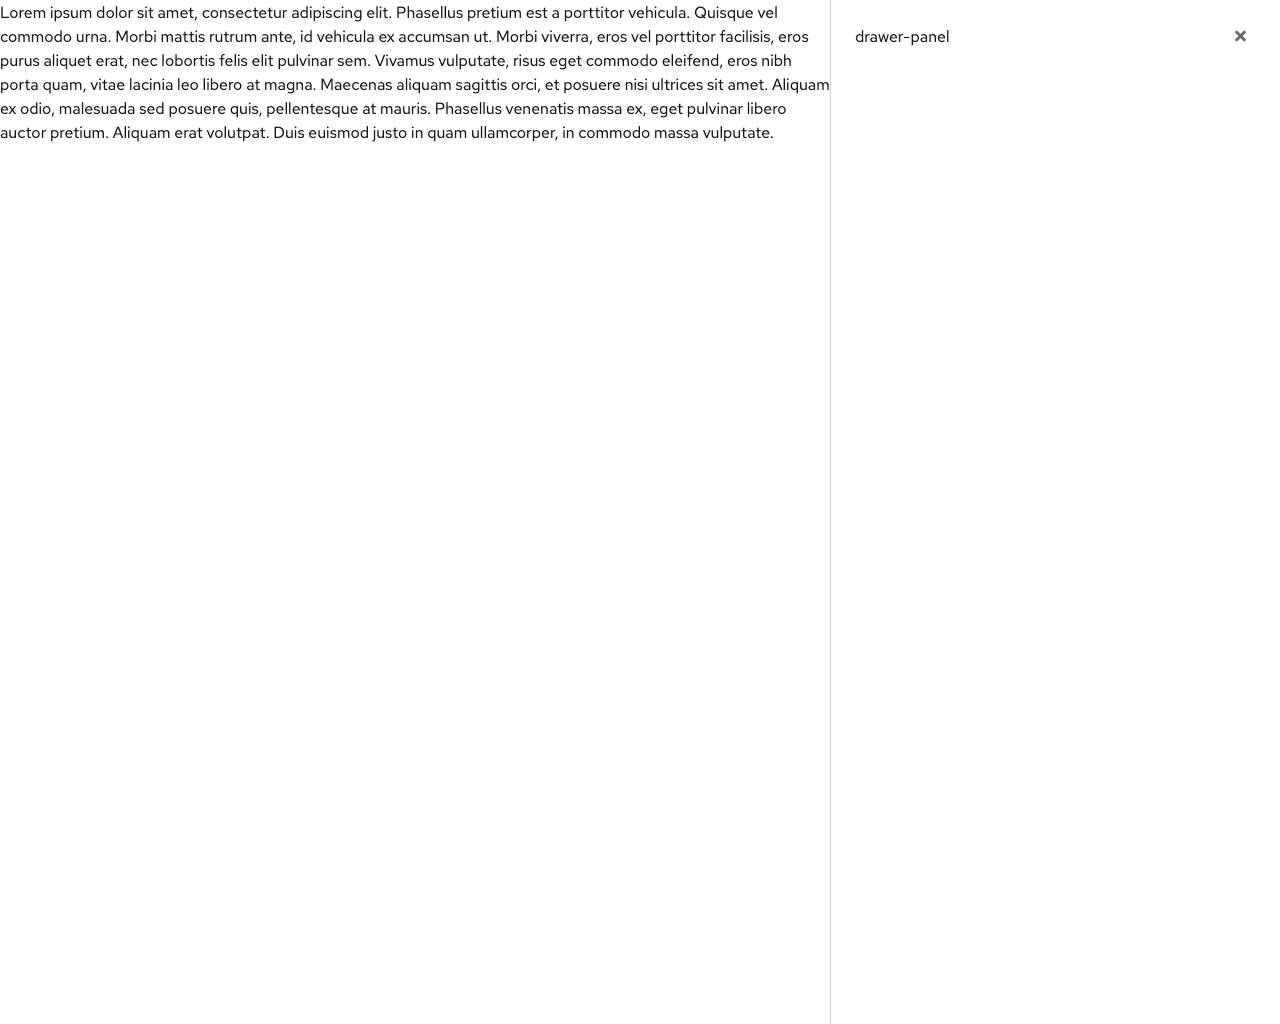 Lorem ipsum dolor sit amet, consectetur adipiscing elit. Phasellus pretium est a porttitor vehicula. Quisque vel
commodo urna. Morbi mattis rutrum ante, id vehicula ex accumsan ut. Morbi viverra, eros vel porttitor facilisis, eros
purus aliquet erat, nec lobortis felis elit pulvinar sem. Vivamus vulputate, risus eget commodo eleifend, eros nibh
porta quam, vitae lacinia leo libero at magna. Maecenas aliquam sagittis orci, et posuere nisi ultrices sit amet. Aliquam
ex odio, malesuada sed posuere quis, pellentesque at mauris. Phasellus venenatis massa ex, eget pulvinar libero
auctor pretium. Aliquam erat volutpat. Duis euismod justo in quam ullamcorper, in commodo massa vulputate.
drawer-panel